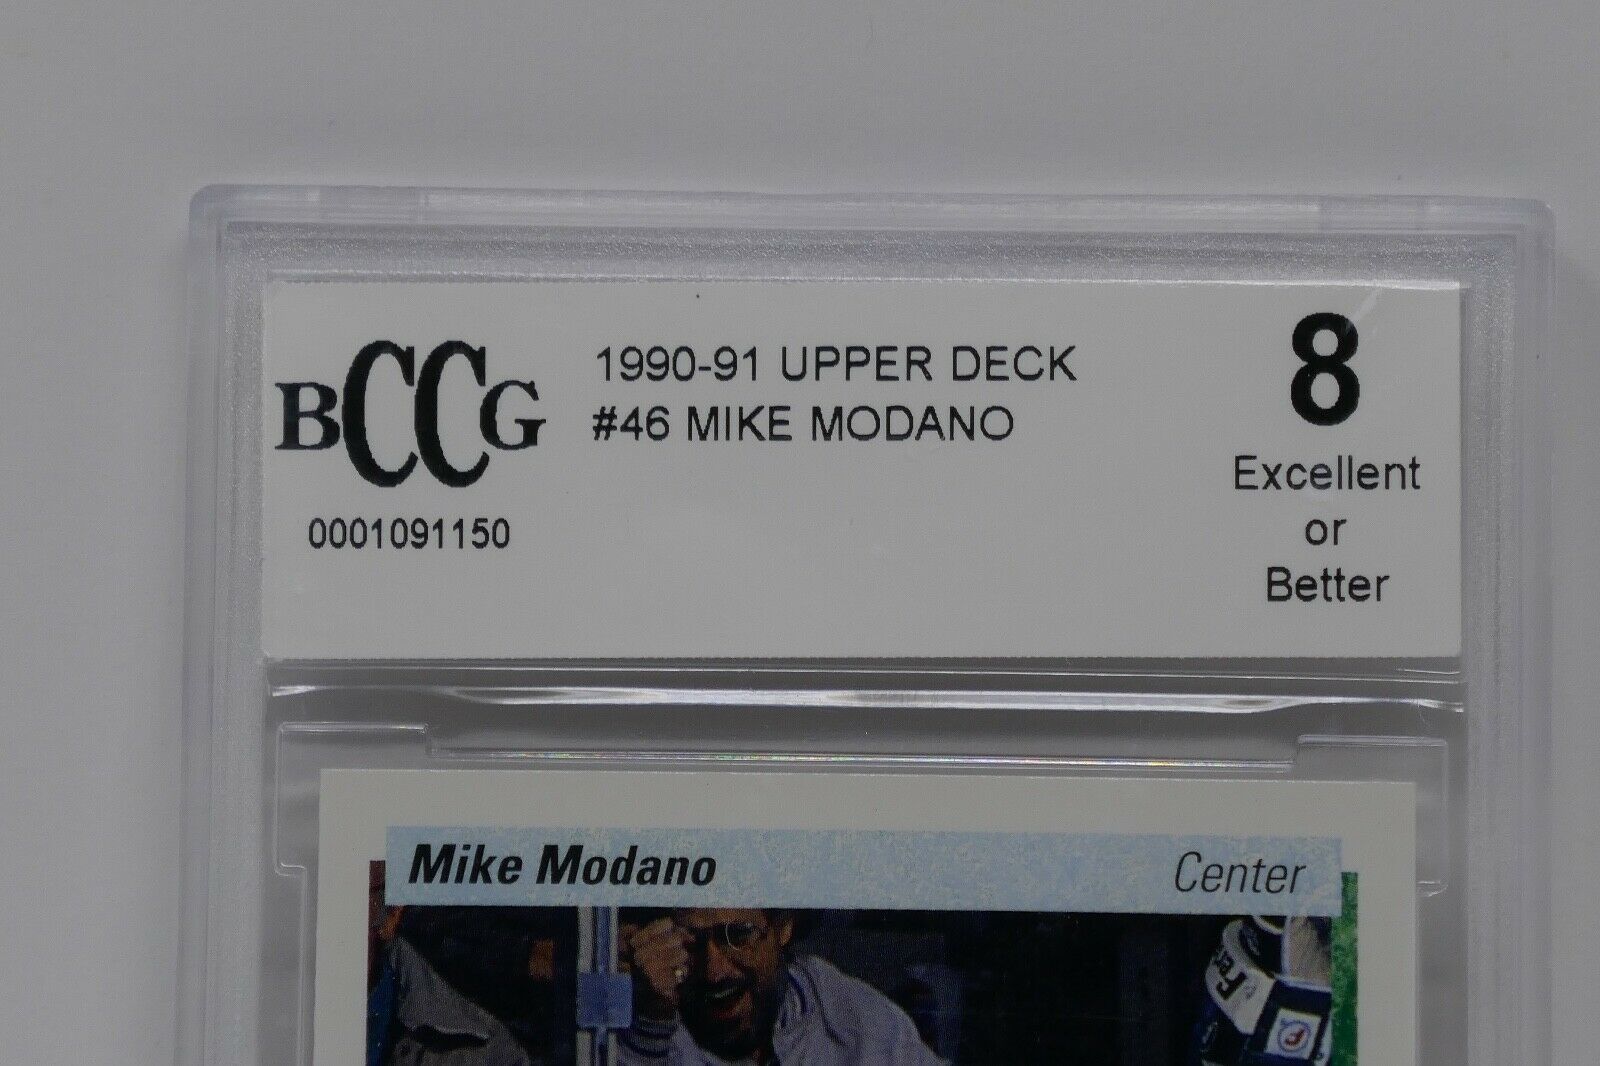 BCCG
0001091150
1990-91 UPPER DECK
#46 MIKE MODANO
8
Excellent
or
Better
Mike Modano
Center